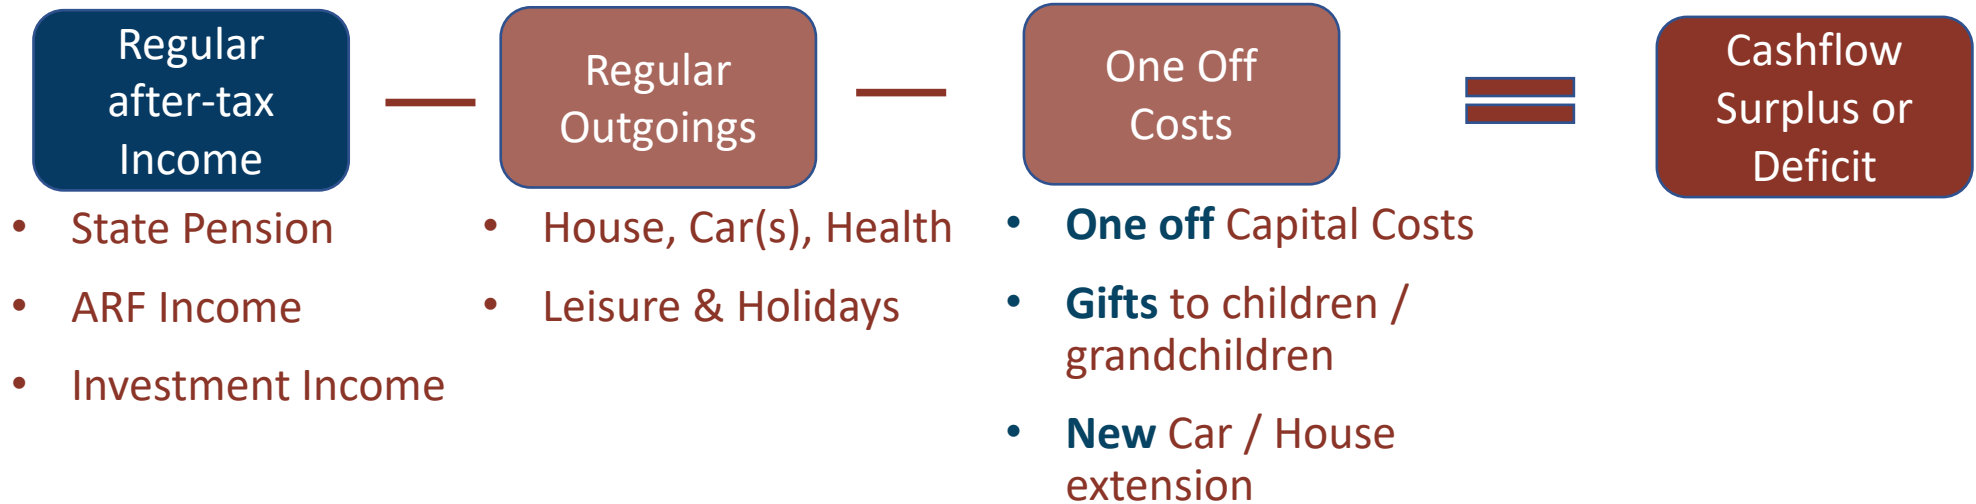 Regular
after-tax
Income
Regular
Outgoings
One Off
Costs
Cashflow
Surplus or
Deficit
• State Pension
• ARF Income
• Investment Income
• House, Car(s), Health
• Leisure & Holidays
• One off Capital Costs
• Gifts to children /
grandchildren
• New Car / House
extension